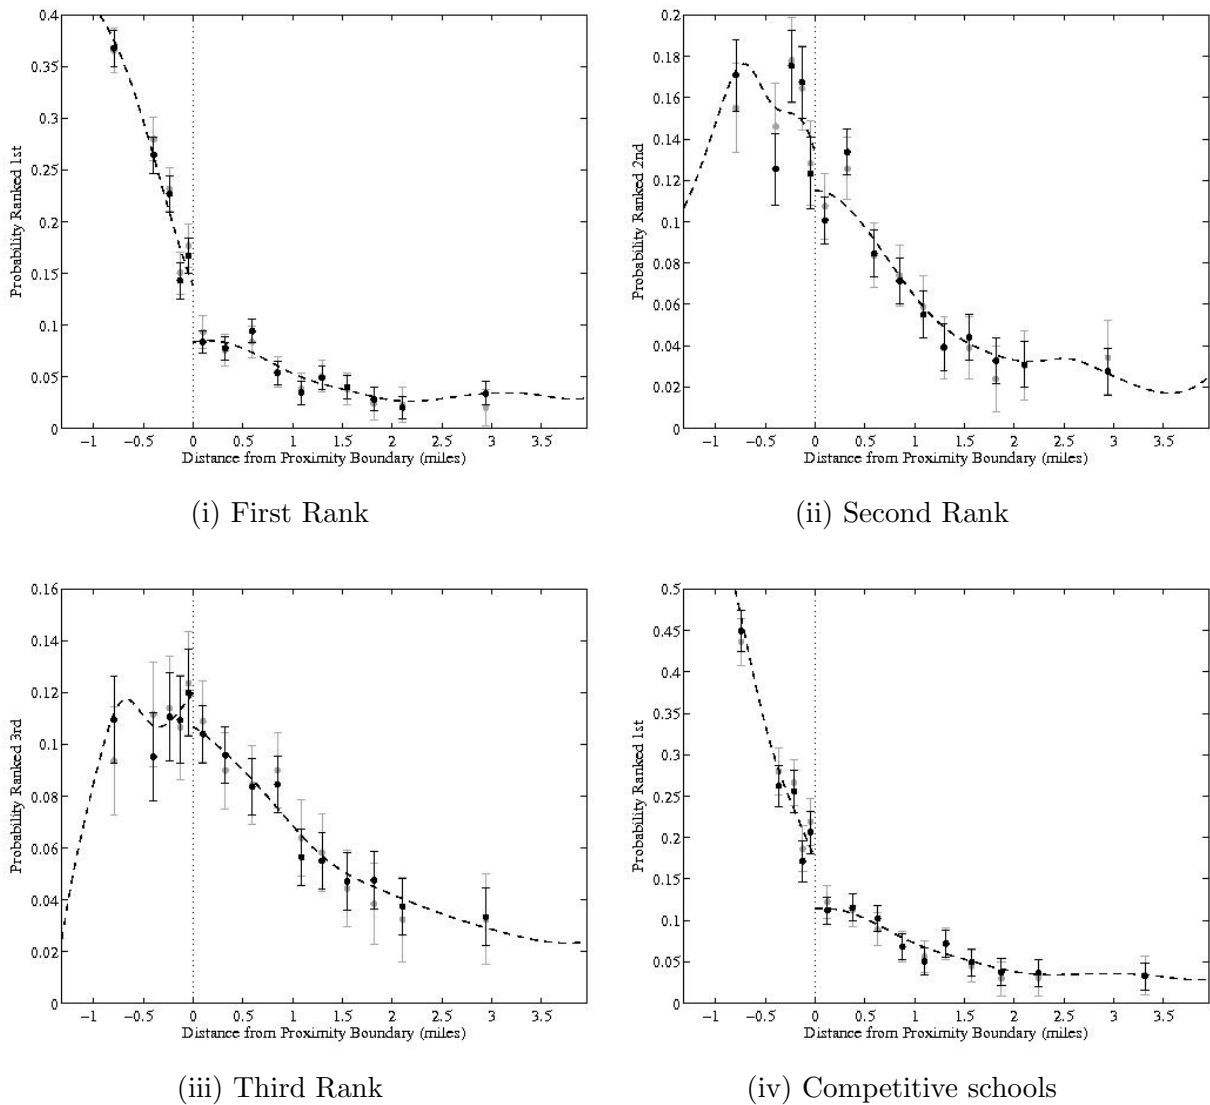 0.4 0.35 0.3 0.25 0.2 0.15 0.1 0.05 0
Probability Ranked 1st
−1 −0.5 0 0.5 1 1.5 2 2.5 3 3.5
Distance from Proximity Boundary (miles)
(i) First Rank
0.2 0.18 0.16 0.14 0.12 0.1 0.08 0.06 0.04 0.02 0
Probability Ranked 2nd
−1 −0.5 0 0.5 1 1.5 2 2.5 3 3.5
Distance from Proximity Boundary (miles)
(ii) Second Rank
0.16 0.14 0.12 0.1 0.08 0.06 0.04 0.02 0
Probability Ranked 3rd
−1 −0.5 0 0.5 1 1.5 2 2.5 3 3.5
Distance from Proximity Boundary (miles)
(iii) Third Rank
0.5 0.45 0.4 0.35 0.3 0.25 0.2 0.15 0.1 0.05 0
Probability Ranked 1st
−1 −0.5 0 0.5 1 1.5 2 2.5 3 3.5
Distance from Proximity Boundary (miles)
(iv) Competitive schools